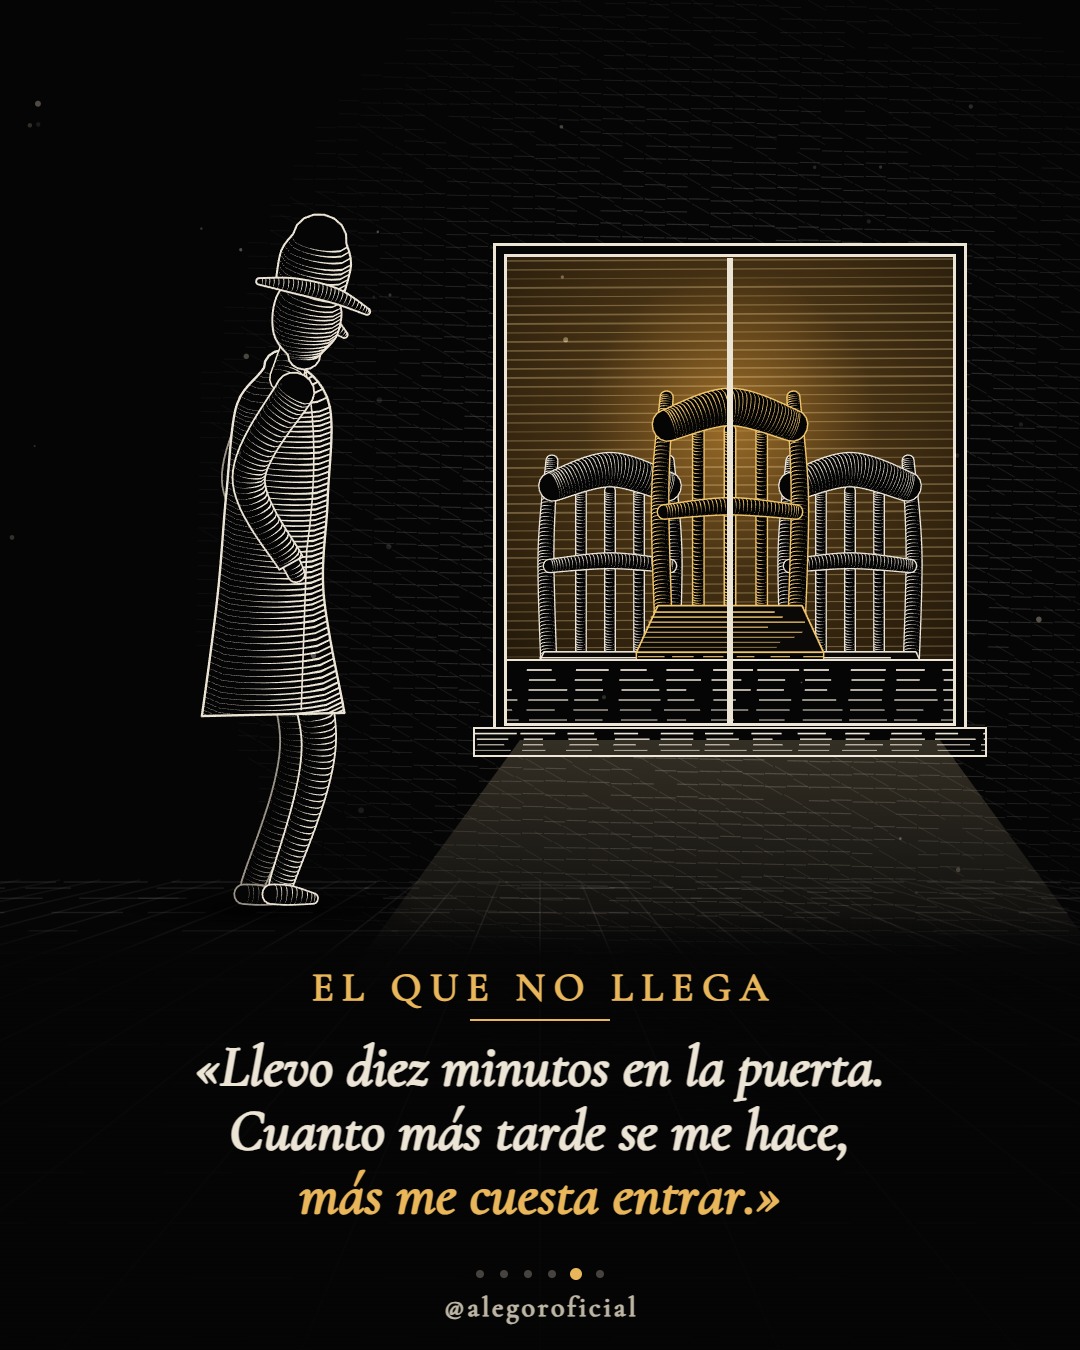 EL QUE NO LLEGA
«Llevo diez minutos en la puerta.
Cuanto más tarde se me hace,
más me cuesta entrar.»
@alegoroficial